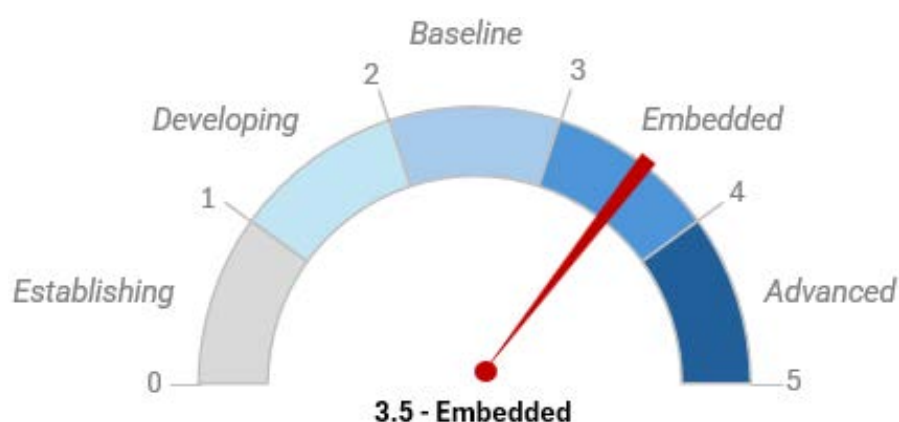 Baseline
2
3
Developing
Embedded
1
4
Establishing
Advanced
0
5
3.5 - Embedded